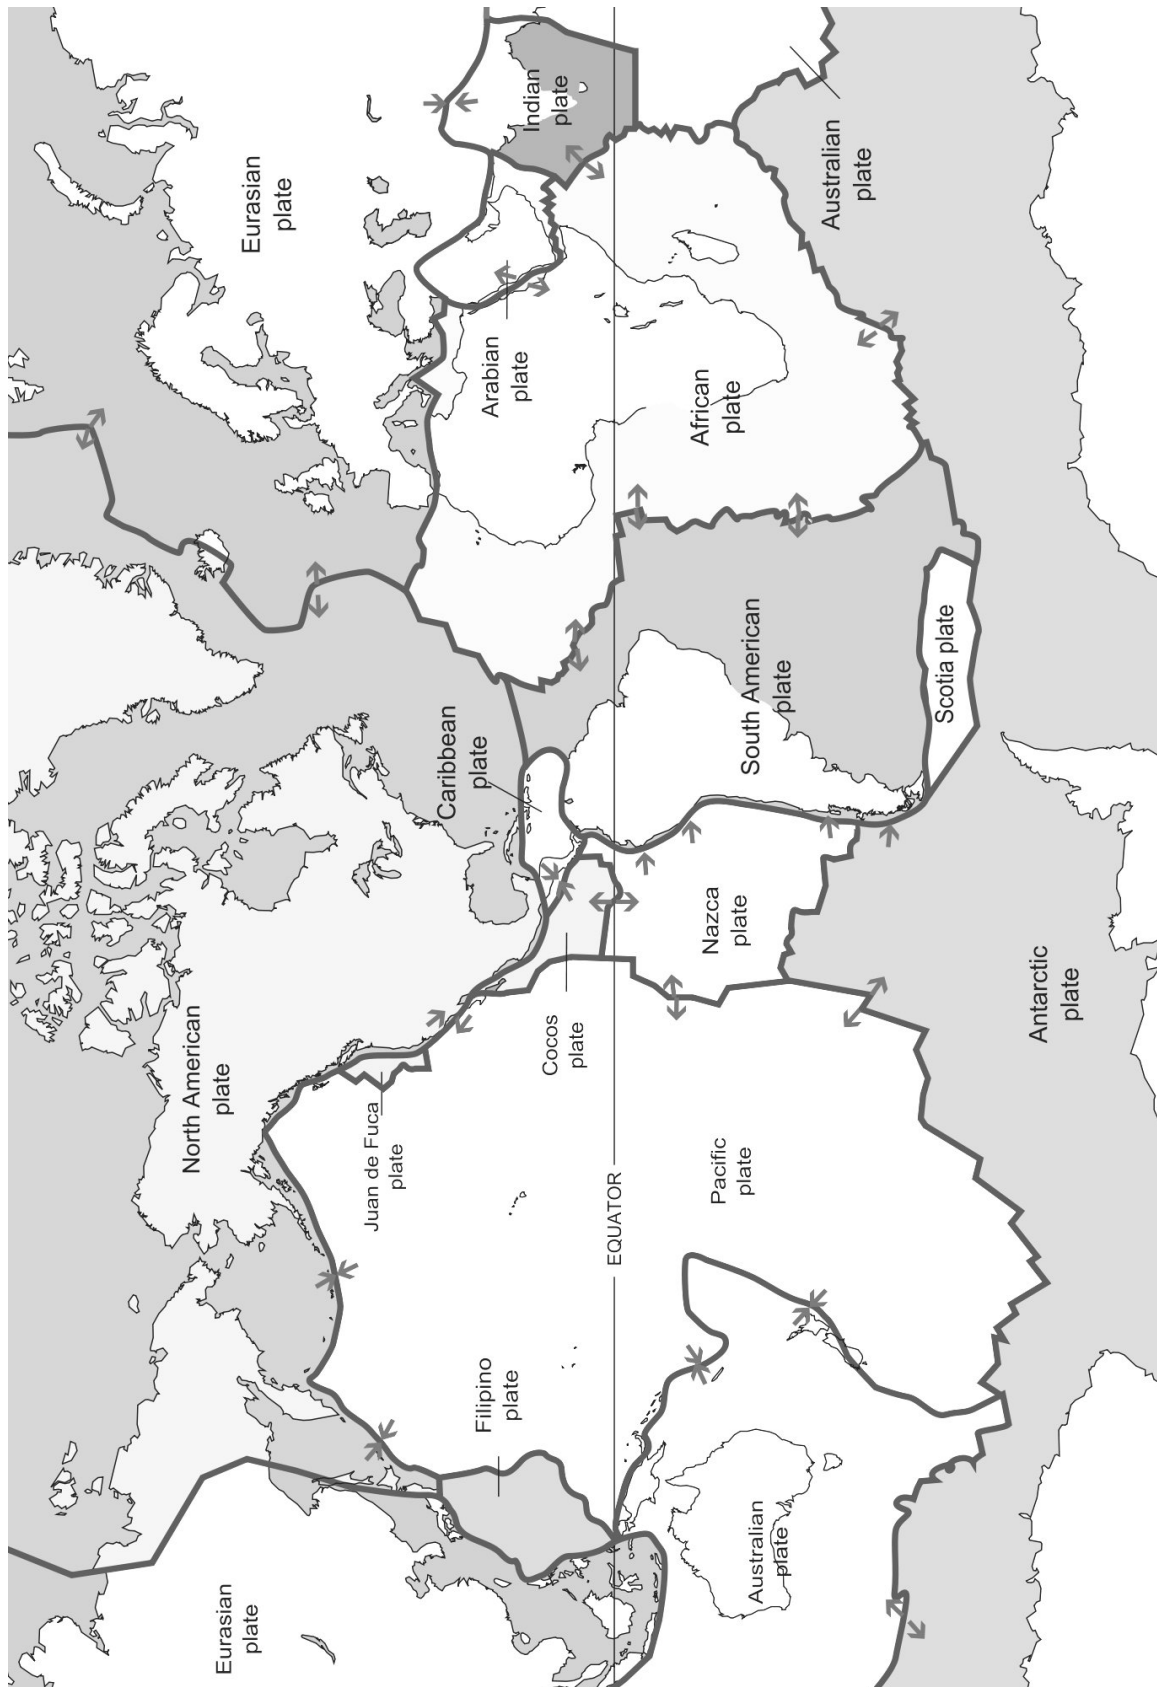 Eurasian
plate
Australian
plate
Filipino
plate
EQUATOR
Pacific
plate
North American
plate
Juan de Fuca
plate
Cocos
plate
Nazca
plate
Antarctic
plate
Caribbean
plate
South American
plate
Scotia plate
Arabian
plate
African
plate
Eurasian
plate
Indian
plate
Australian
plate